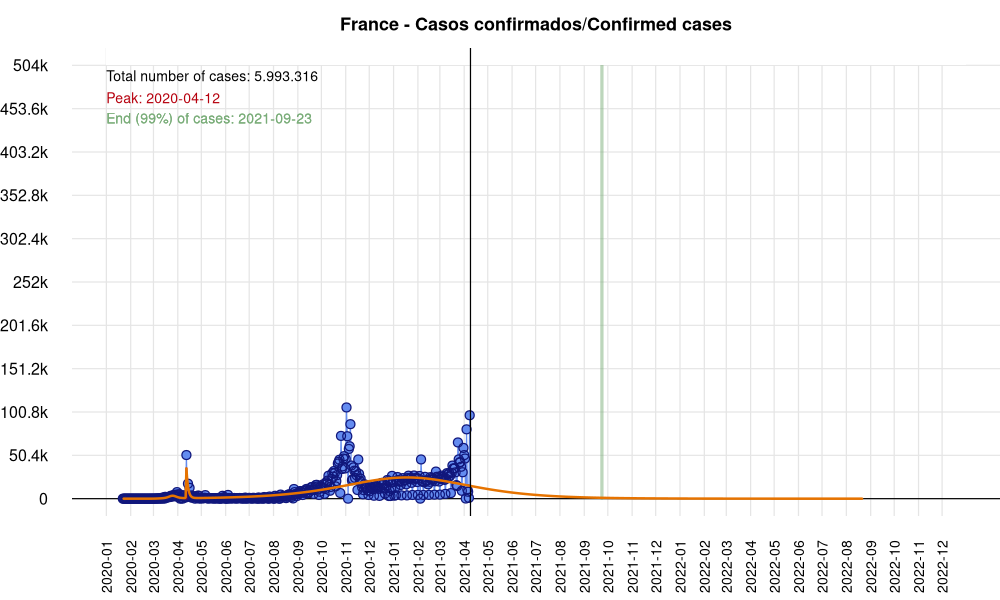 France - Casos confirmados/Confirmed cases
504k
Total number of cases: 5.993.316
Peak: 2020-04-12
453.6k
End (99%) of cases: 2021-09-23
403.2k
352.8k
302.4k
252k
201.6k
151.2k
100.8k
50.4k
0
2020-01
2020-02
2020-03
2020-04
2020-05
2020-06
2020-07
2020-08
2020-09
2020-10
2020-11
2020-12
2021-01
2021-02
2021-03
2021-04
2021-05
2021-06
2021-07
2021-08
2021-09
2021-10
2021-11
2021-12
2022-01
2022-02
2022-03
2022-04
2022-05
2022-06
2022-07
2022-08
2022-09
2022-10
2022-11
2022-12